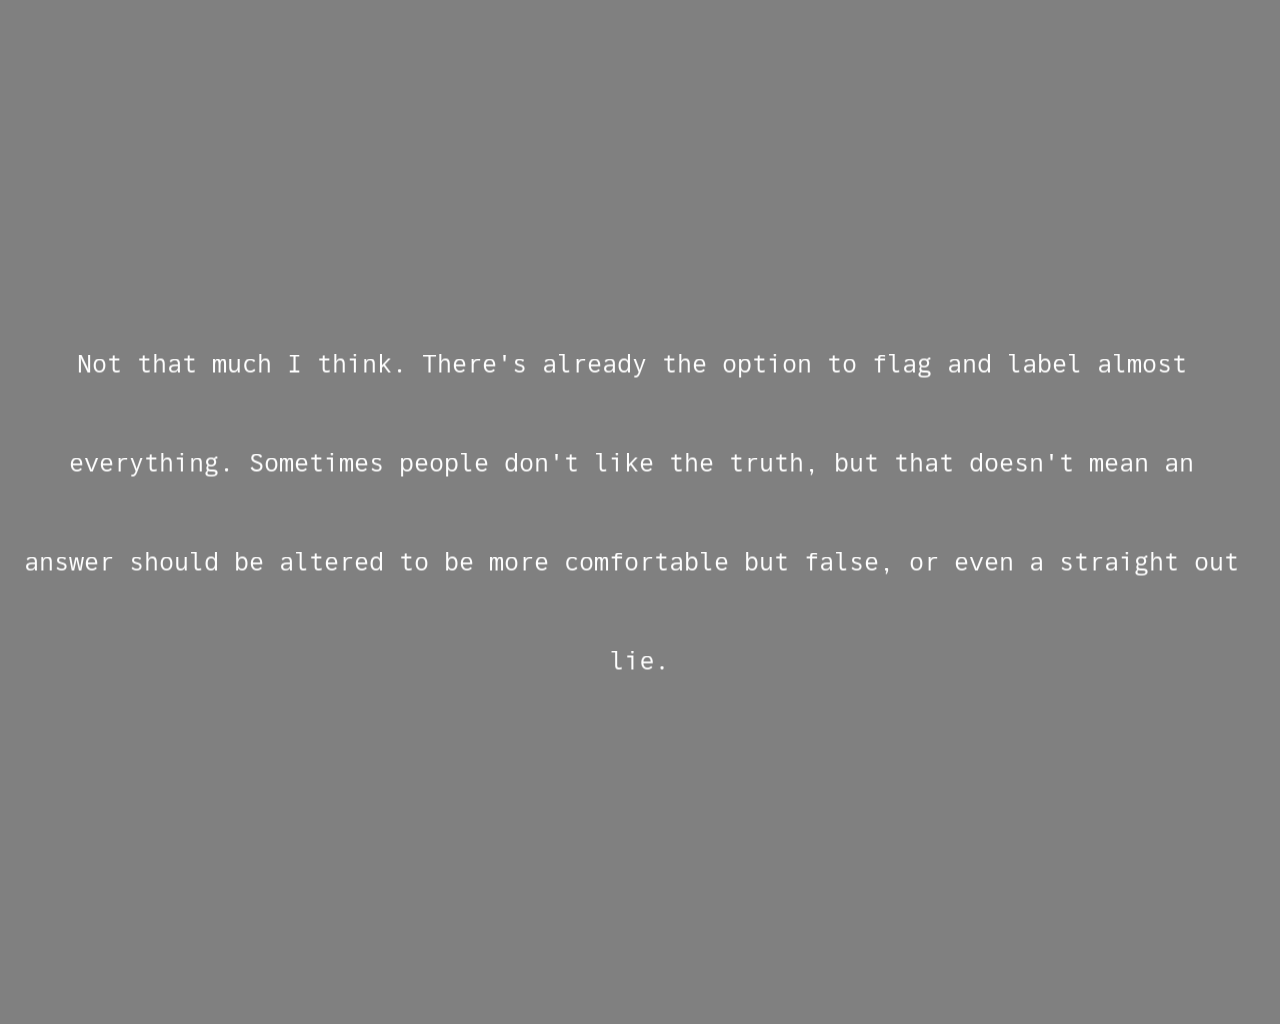 Not that much I think. There's already the option to flag and label almost
everything. Sometimes people don't like the truth, but that doesn't mean an
answer should be altered to be more comfortable but false, or even a straight out
lie.